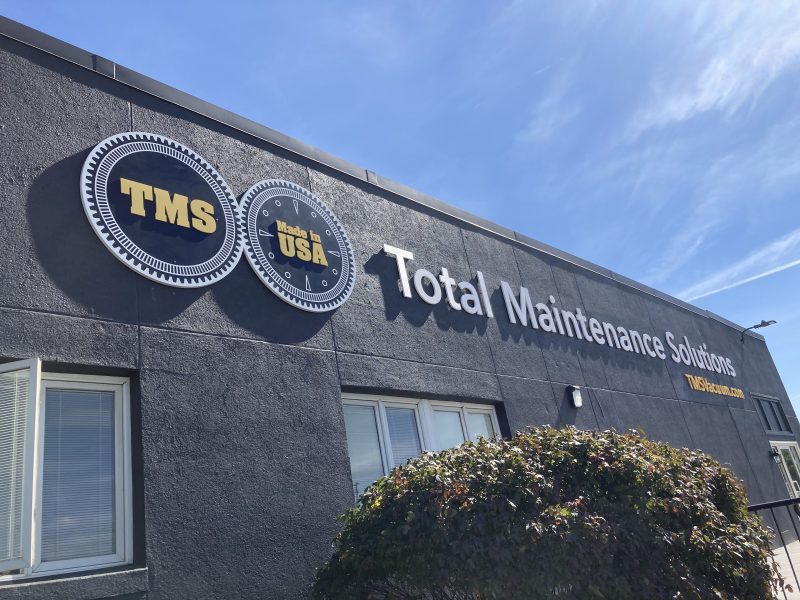 TMS
Made in
USA
Total Maintenance Solutions
TMSVacuum.com